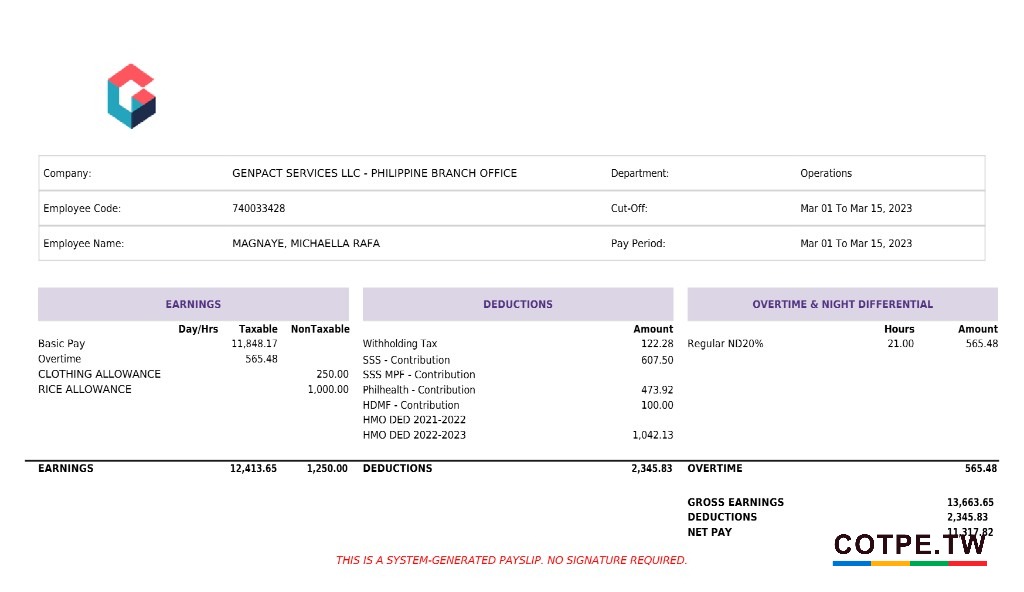 Company: GENPACT SERVICES LLC - PHILIPPINE BRANCH OFFICE Department: Operations
Employee Code: 740033428 Cut-Off: Mar 01 To Mar 15, 2023
Employee Name: MAGNAYE, MICHAELLA RAFA Pay Period: Mar 01 To Mar 15, 2023
EARNINGS DEDUCTIONS OVERTIME & NIGHT DIFFERENTIAL
Day/Hrs Taxable NonTaxable Amount Hours Amount
Basic Pay 11,848.17 Withholding Tax 122.28 Regular ND20% 21.00 565.48
Overtime 565.48 SSS - Contribution 607.50
CLOTHING ALLOWANCE 250.00 SSS MPF - Contribution
RICE ALLOWANCE 1,000.00 Philhealth - Contribution 473.92
HDMF - Contribution 100.00
HMO DED 2021-2022
HMO DED 2022-2023 1,042.13
EARNINGS 12,413.65 1,250.00 DEDUCTIONS 2,345.83 OVERTIME 565.48
GROSS EARNINGS 13,663.65
DEDUCTIONS 2,345.83
NET PAY 11,317.82
COTPE.TW
THIS IS A SYSTEM-GENERATED PAYSLIP. NO SIGNATURE REQUIRED.